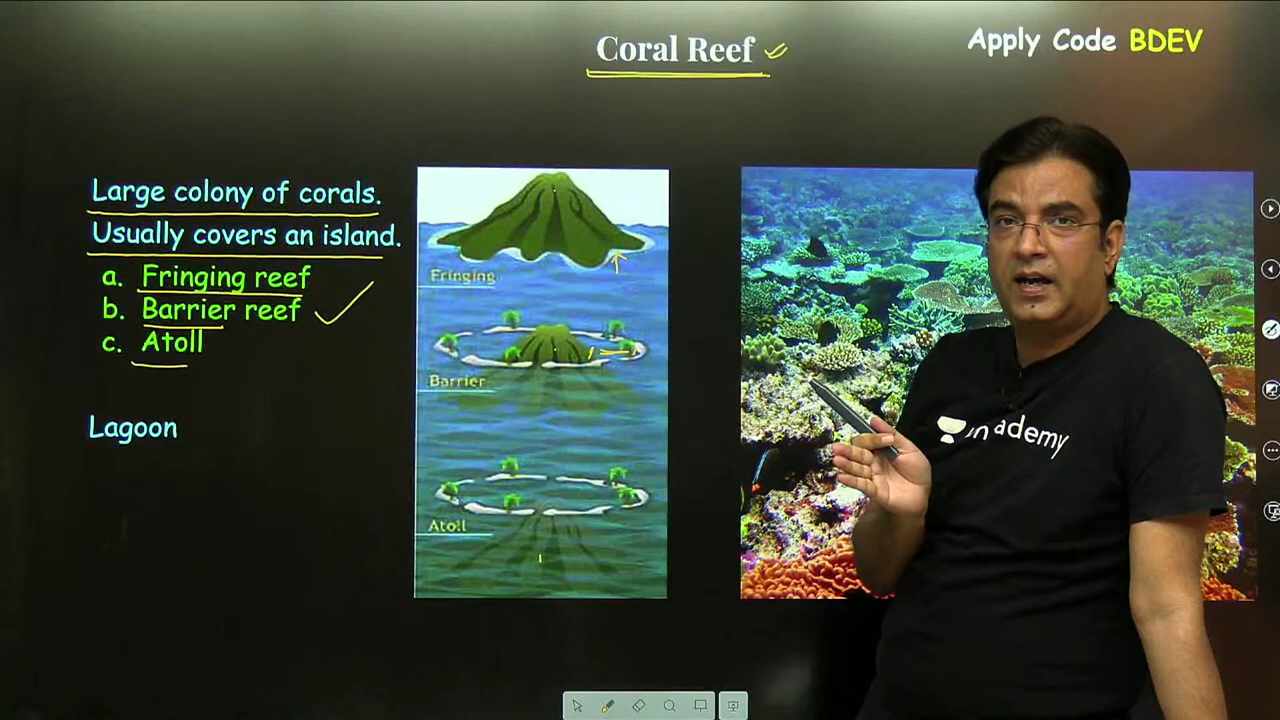 Coral Reef
Apply Code BDEV
Large colony of corals.
Usually covers an island.
a. Fringing reef
b. Barrier reef
c. Atoll
Lagoon
Fringing
Barrier
Atoll
unacademy